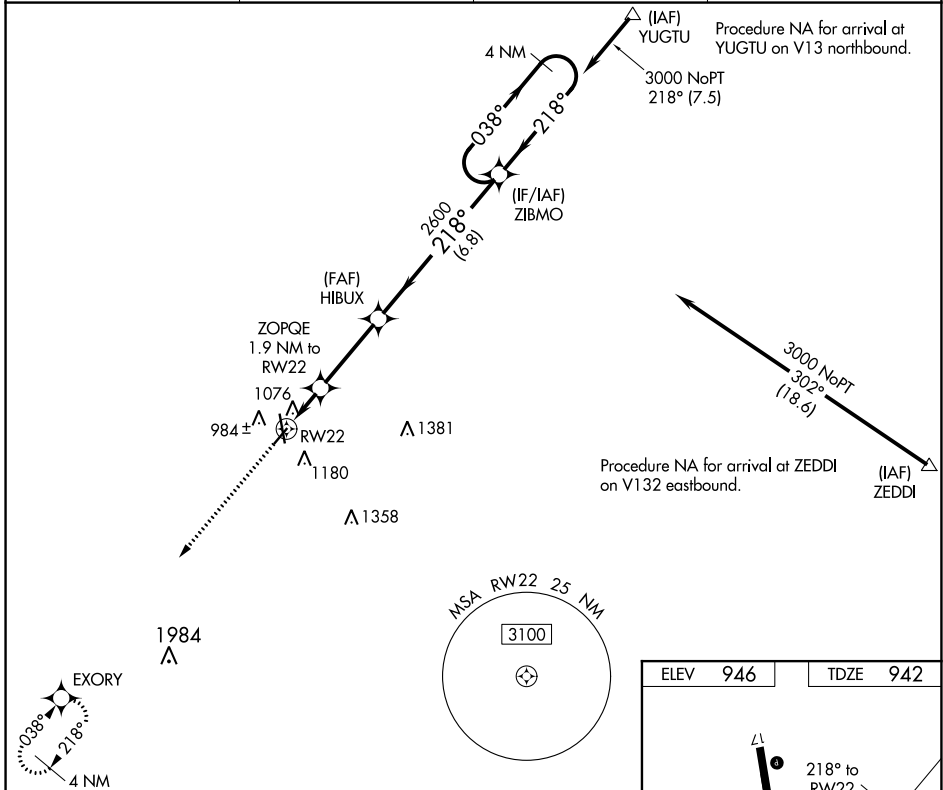 (IAF)
YUGTU
Procedure NA for arrival at
YUGTU on V13 northbound.
4 NM
3000 NoPT
218° (7.5)
038°
218°
(IF/IAF)
ZIBMO
2600
218°
(6.8)
(FAF)
HIBUX
ZOPQE
1.9 NM to
RW22
1076
984±
RW22
1381
1180
1358
3000 NoPT
302°
(18.6)
Procedure NA for arrival at ZEDDI
on V132 eastbound.
(IAF)
ZEDDI
MSA RW22 25 NM
3100
1984
EXORY
038°
218°
4 NM
ELEV 946
TDZE 942
17
P
218° to
RW22